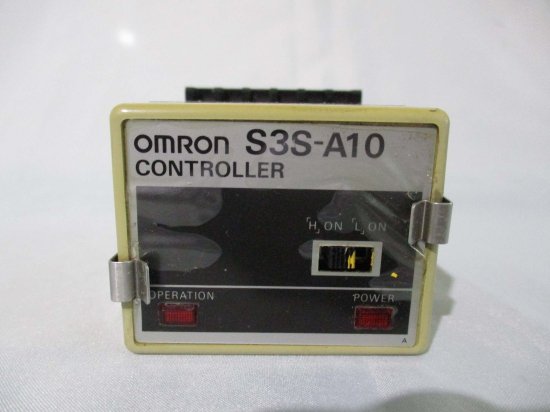 OMRON S3S-A10
CONTROLLER
「H」ON 「L」ON
OPERATION POWER
A